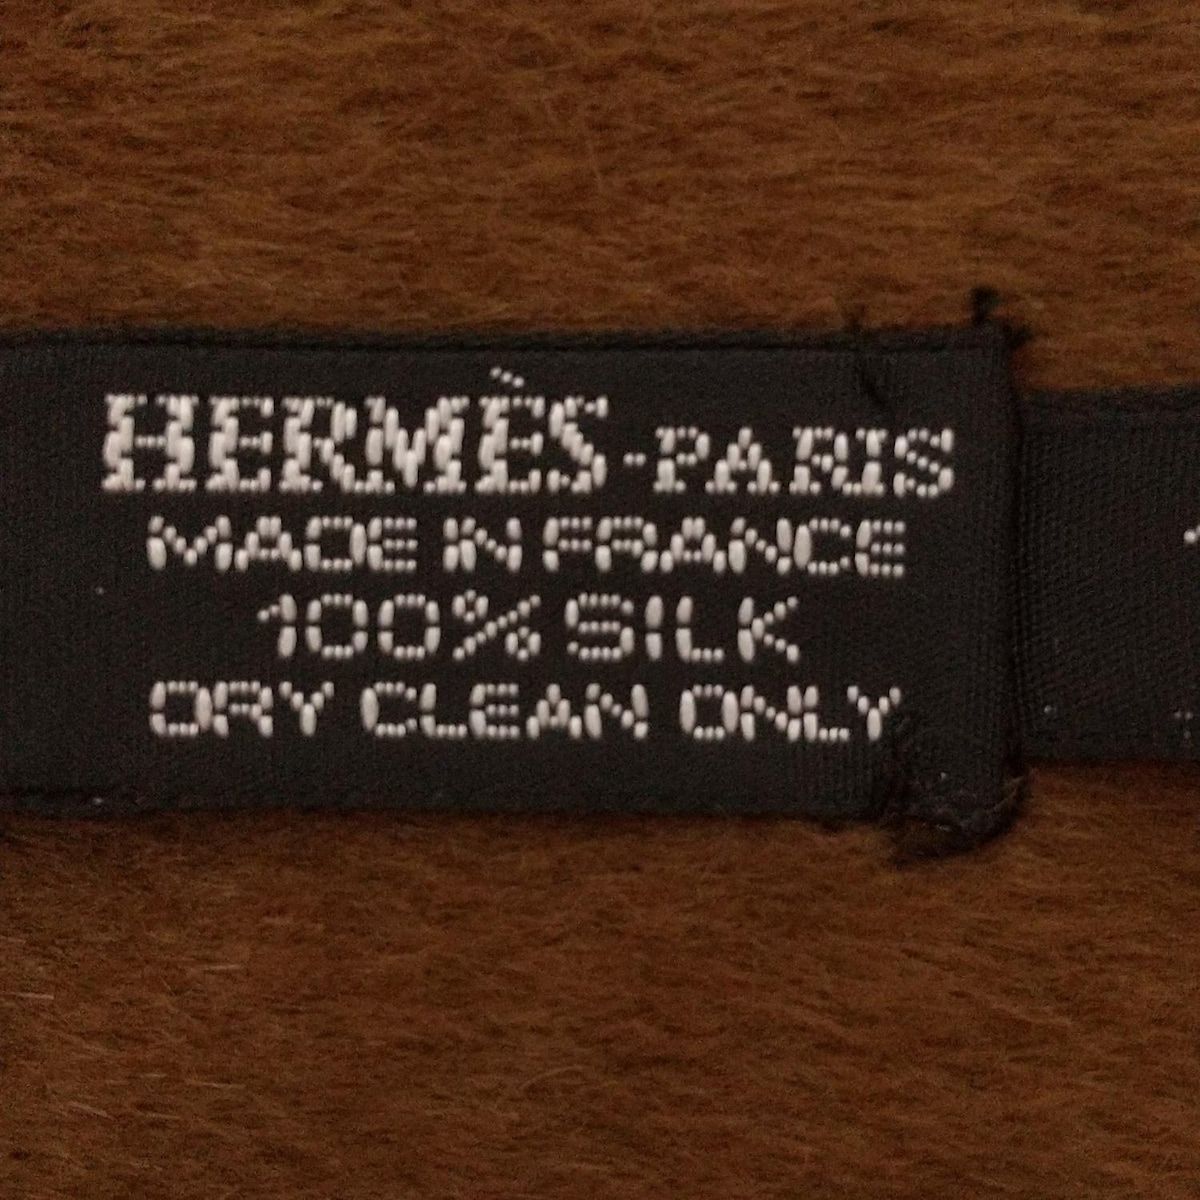 HERMÈS-PARIS
MADE IN FRANCE
100% SILK
DRY CLEAN ONLY